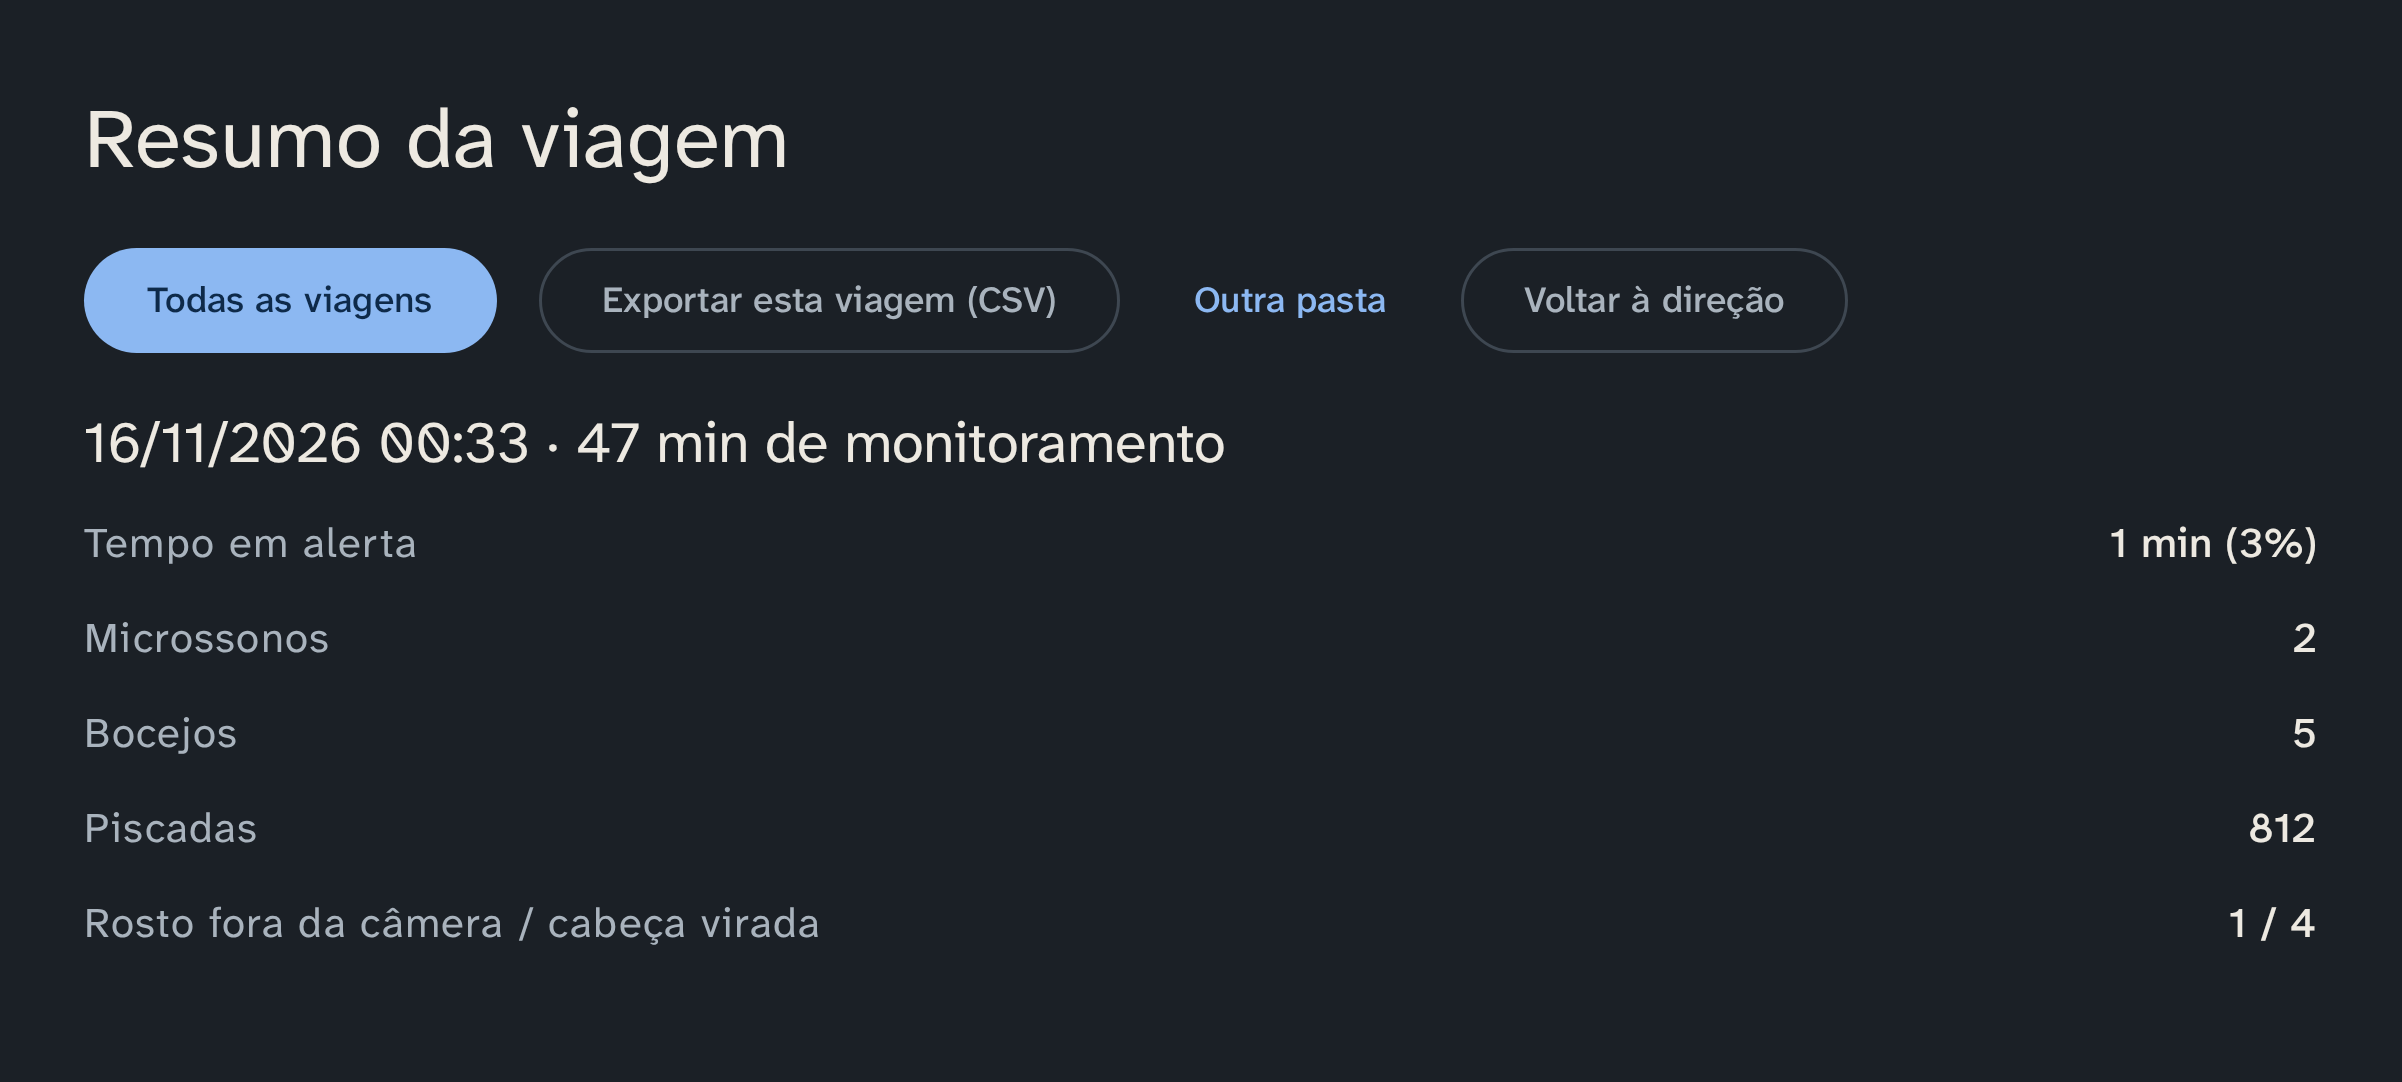 Resumo da viagem
Todas as viagens Exportar esta viagem (CSV) Outra pasta Voltar à direção
16/11/2026 00:33 · 47 min de monitoramento
Tempo em alerta 1 min (3%)
Microssonos 2
Bocejos 5
Piscadas 812
Rosto fora da câmera / cabeça virada 1 / 4